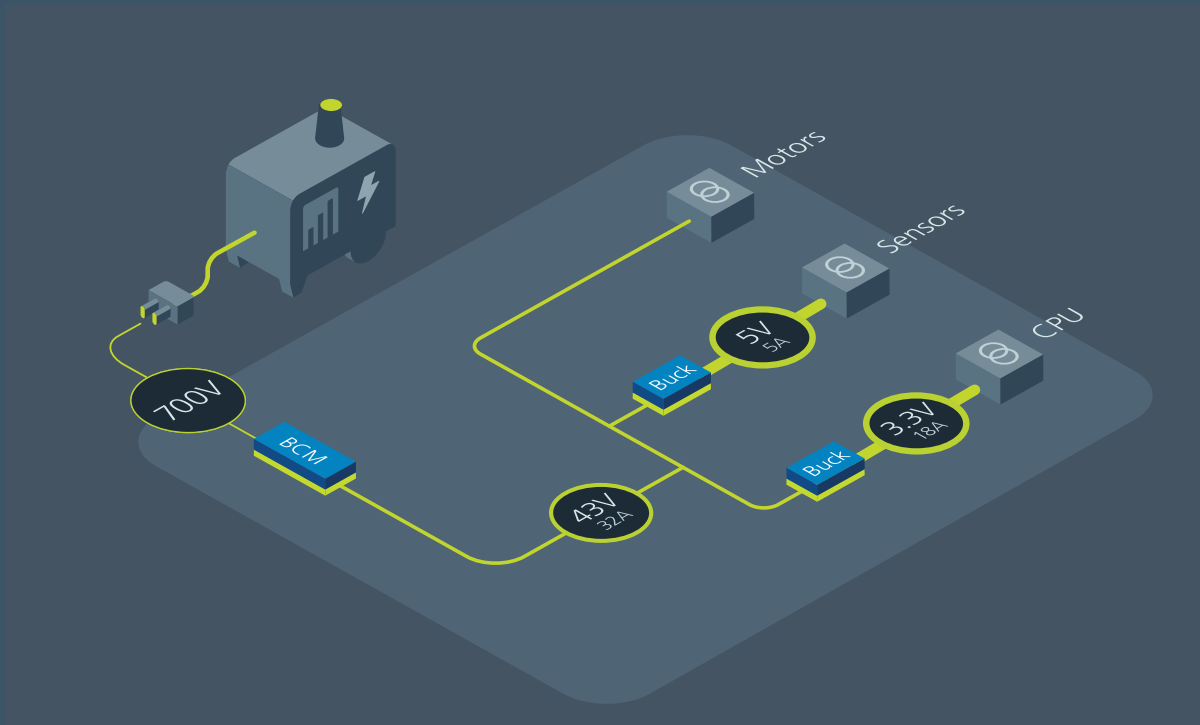 Motors
Sensors
CPU
5V
5A
Buck
3.3V
18A
Buck
700V
BCM
43V
32A